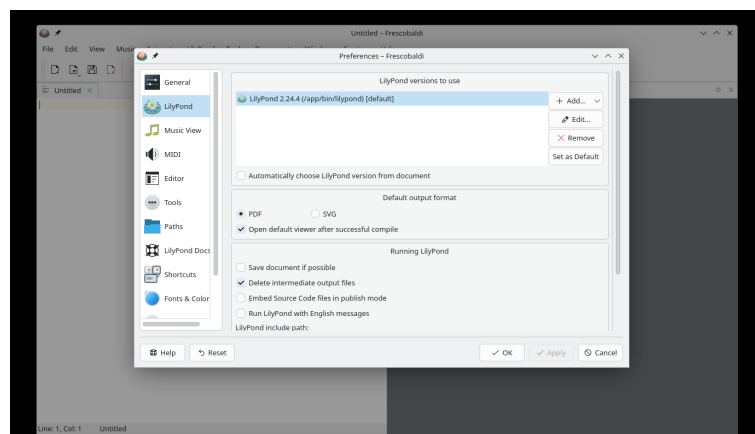 Untitled – Frescobaldi
File Edit View
Preferences – Frescobaldi
Untitled
General
LilyPond
Music View
MIDI
Editor
Tools
Paths
LilyPond Docs
Shortcuts
Fonts & Color
LilyPond versions to use
LilyPond 2.24.4 (/app/bin/lilypond) [default]
Add...
Edit...
Remove
Set as Default
Automatically choose LilyPond version from document
Default output format
PDF SVG
Open default viewer after successful compile
Running LilyPond
Save document if possible
Delete intermediate output files
Embed Source Code files in publish mode
Run LilyPond with English messages
LilyPond include path:
Help Reset OK Apply Cancel
Line: 1, Col: 1 Untitled